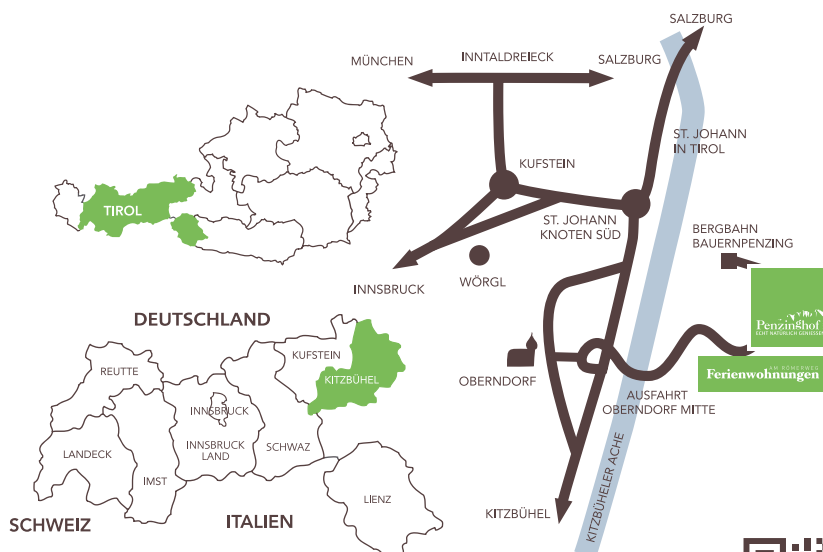 SALZBURG
MÜNCHEN
INNTALDREIECK
SALZBURG
ST. JOHANN
IN TIROL
KUFSTEIN
TIROL
ST. JOHANN
KNOTEN SÜD
BERGBAHN
BAUERNPENZING
WÖRGL
INNSBRUCK
Penzinghof
ECHT NATÜRLICH GENIESSEN
AM RÖMERWEG
Ferienwohnungen
OBERNDORF
AUSFAHRT
OBERNDORF MITTE
KITZBÜHELER ACHE
KITZBÜHEL
DEUTSCHLAND
KUFSTEIN
REUTTE
KITZBÜHEL
INNSBRUCK
INNSBRUCK
LAND
SCHWAZ
LANDECK
IMST
LIENZ
SCHWEIZ
ITALIEN